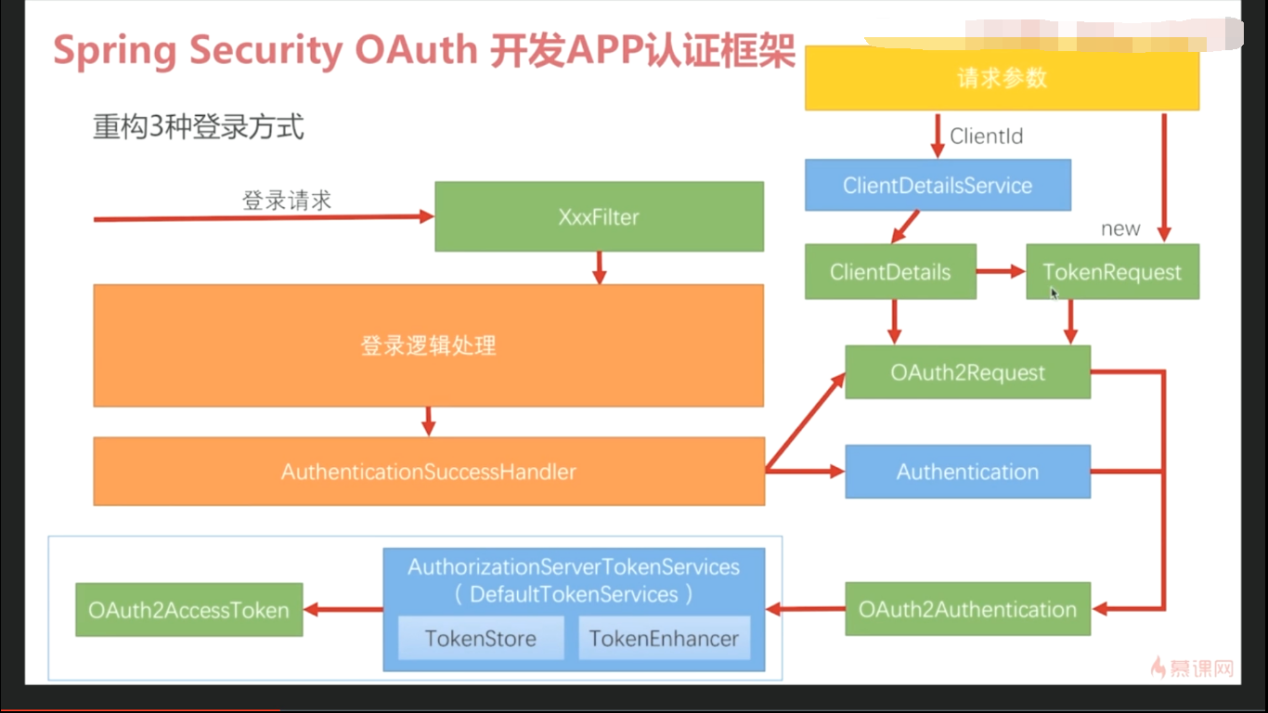 Spring Security OAuth 开发APP认证框架
重构3种登录方式
登录请求
XxxFilter
登录逻辑处理
AuthenticationSuccessHandler
请求参数
ClientId
ClientDetailsService
new
ClientDetails
TokenRequest
OAuth2Request
Authentication
OAuth2Authentication
AuthorizationServerTokenServices
（ DefaultTokenServices ）
TokenStore
TokenEnhancer
OAuth2AccessToken
慕课网